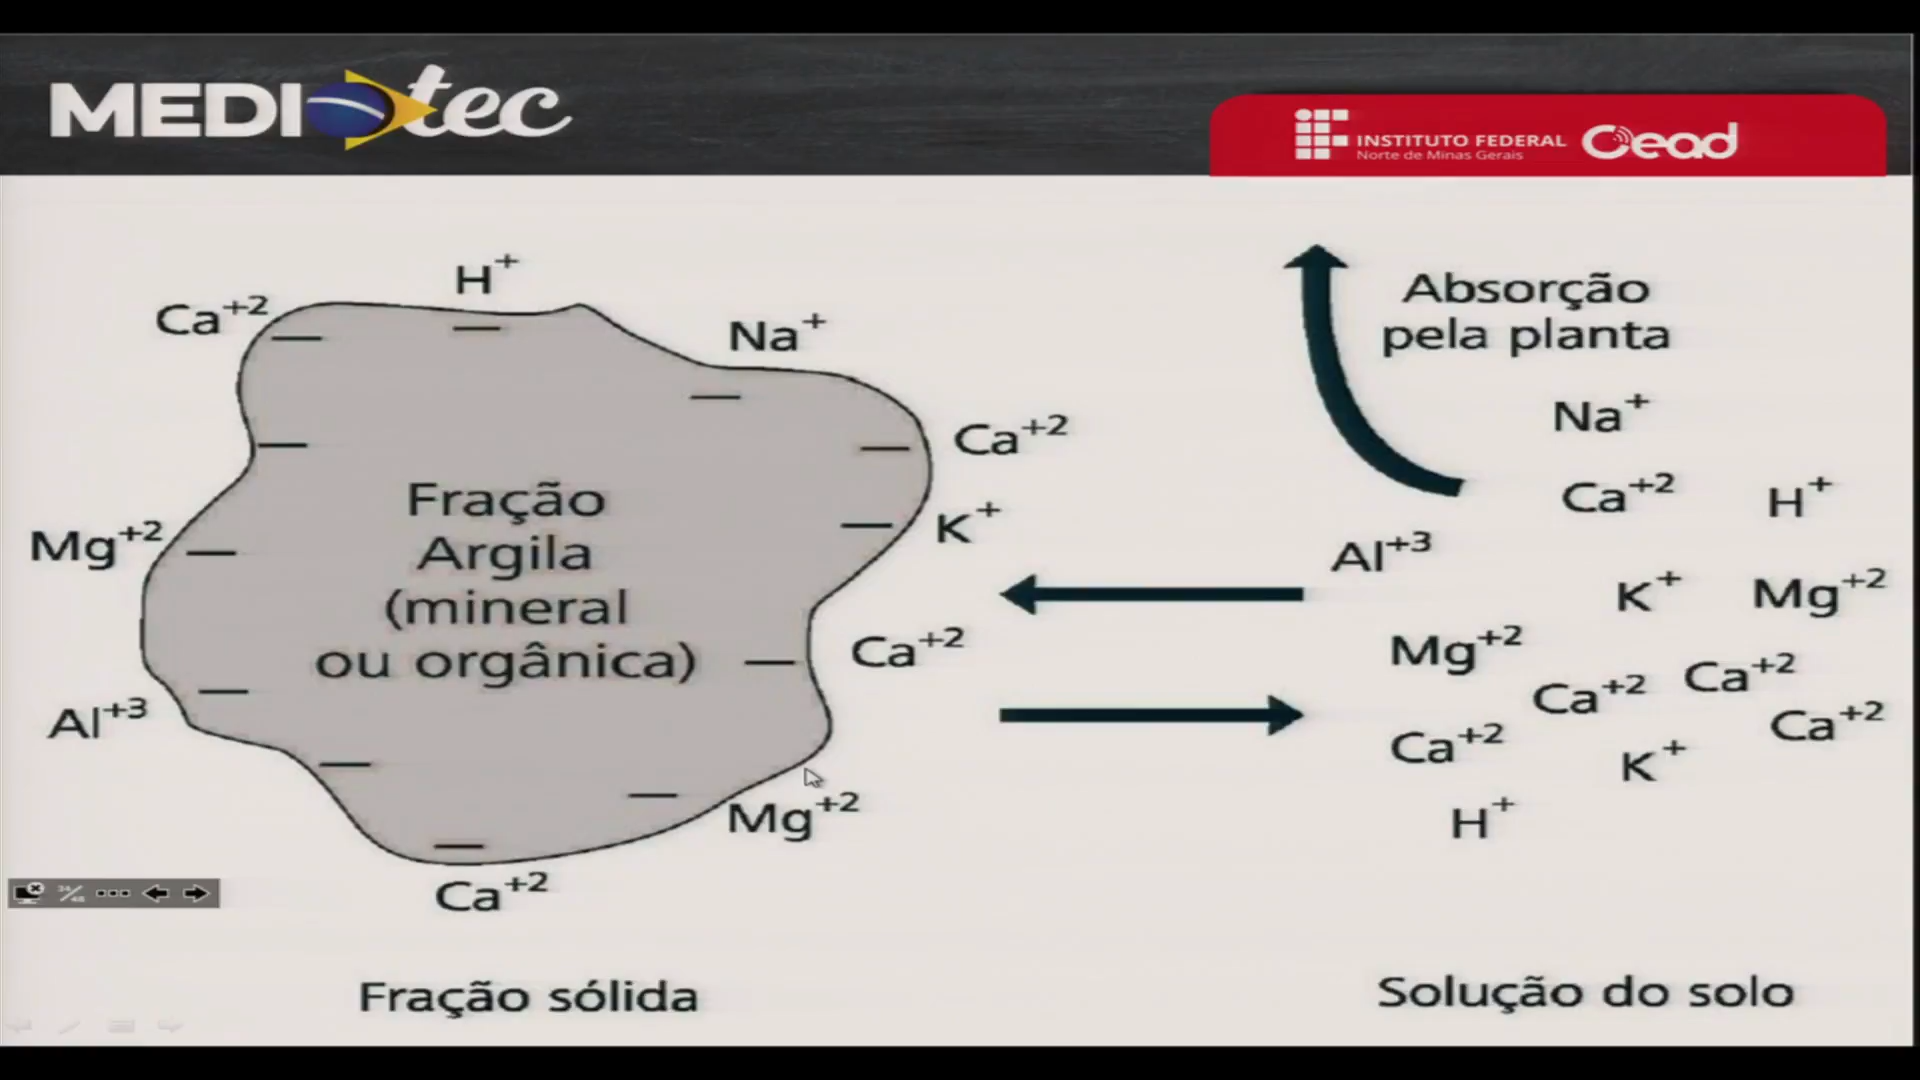 MEDIOtec
INSTITUTO FEDERAL
Norte de Minas Gerais
Cead
H+
Ca+2
Na+
Ca+2
K+
Mg+2
Fração
Argila
(mineral
ou orgânica)
Ca+2
Al+3
Mg+2
Ca+2
Fração sólida
Absorção
pela planta
Na+
Ca+2 H+
Al+3
K+ Mg+2
Mg+2
Ca+2 Ca+2
Ca+2 Ca+2
K+
H+
Solução do solo